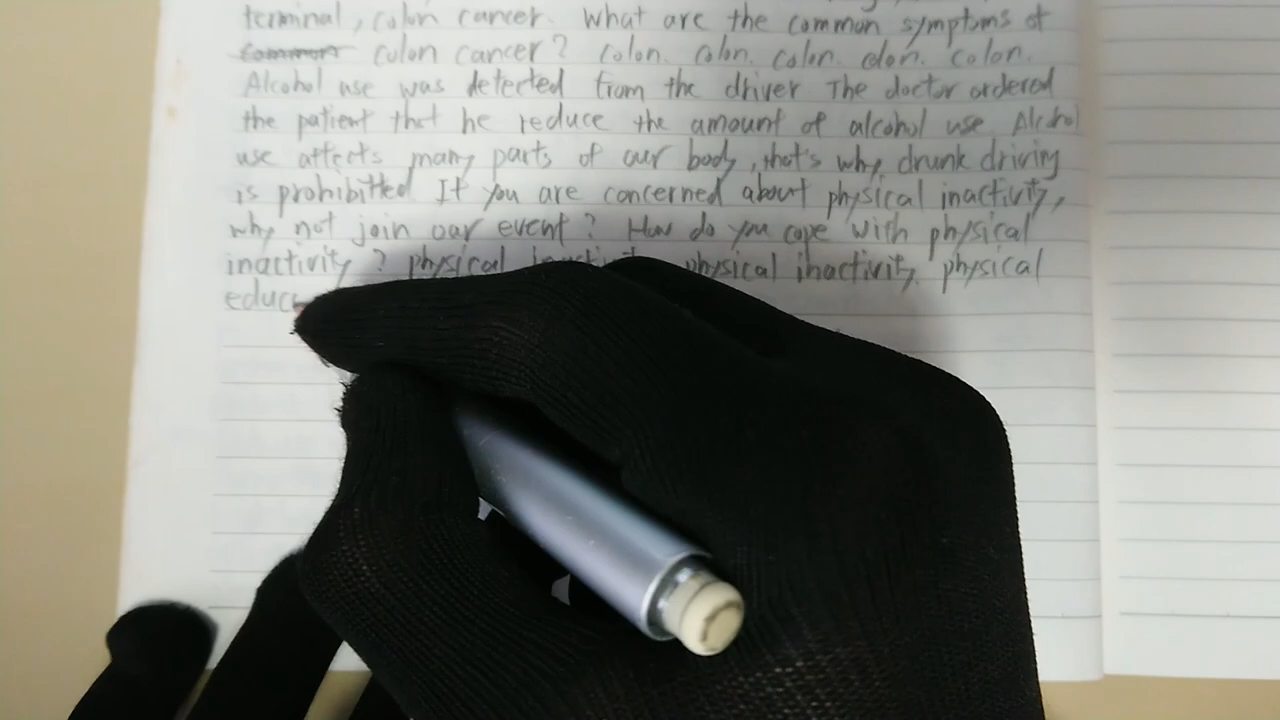 terminal, colon cancer. What are the common symptoms of
common colon cancer? colon. colon. colon. colon. colon.
Alcohol use was detected from the driver The doctor ordered
the patient that he reduce the amount of alcohol use Alcohol
use affects many parts of our body, that's why drunk driving
is prohibitted If you are concerned about physical inactivity,
why not join our event? How do you cope with physical
inactivity? physical physical inactivity physical
educ